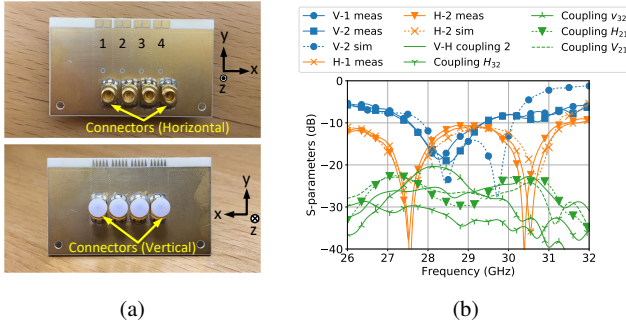 1 2 3 4
y
x
z
Connectors (Horizontal)
y
x
z
Connectors (Vertical)
(a)
V-1 meas
V-2 meas
V-2 sim
H-1 meas
H-2 meas
H-2 sim
V-H coupling 2
Coupling H32
Coupling v32
Coupling H21
Coupling V21
S-parameters (dB)
0
−10
−20
−30
−40
26 27 28 29 30 31 32
Frequency (GHz)
(b)